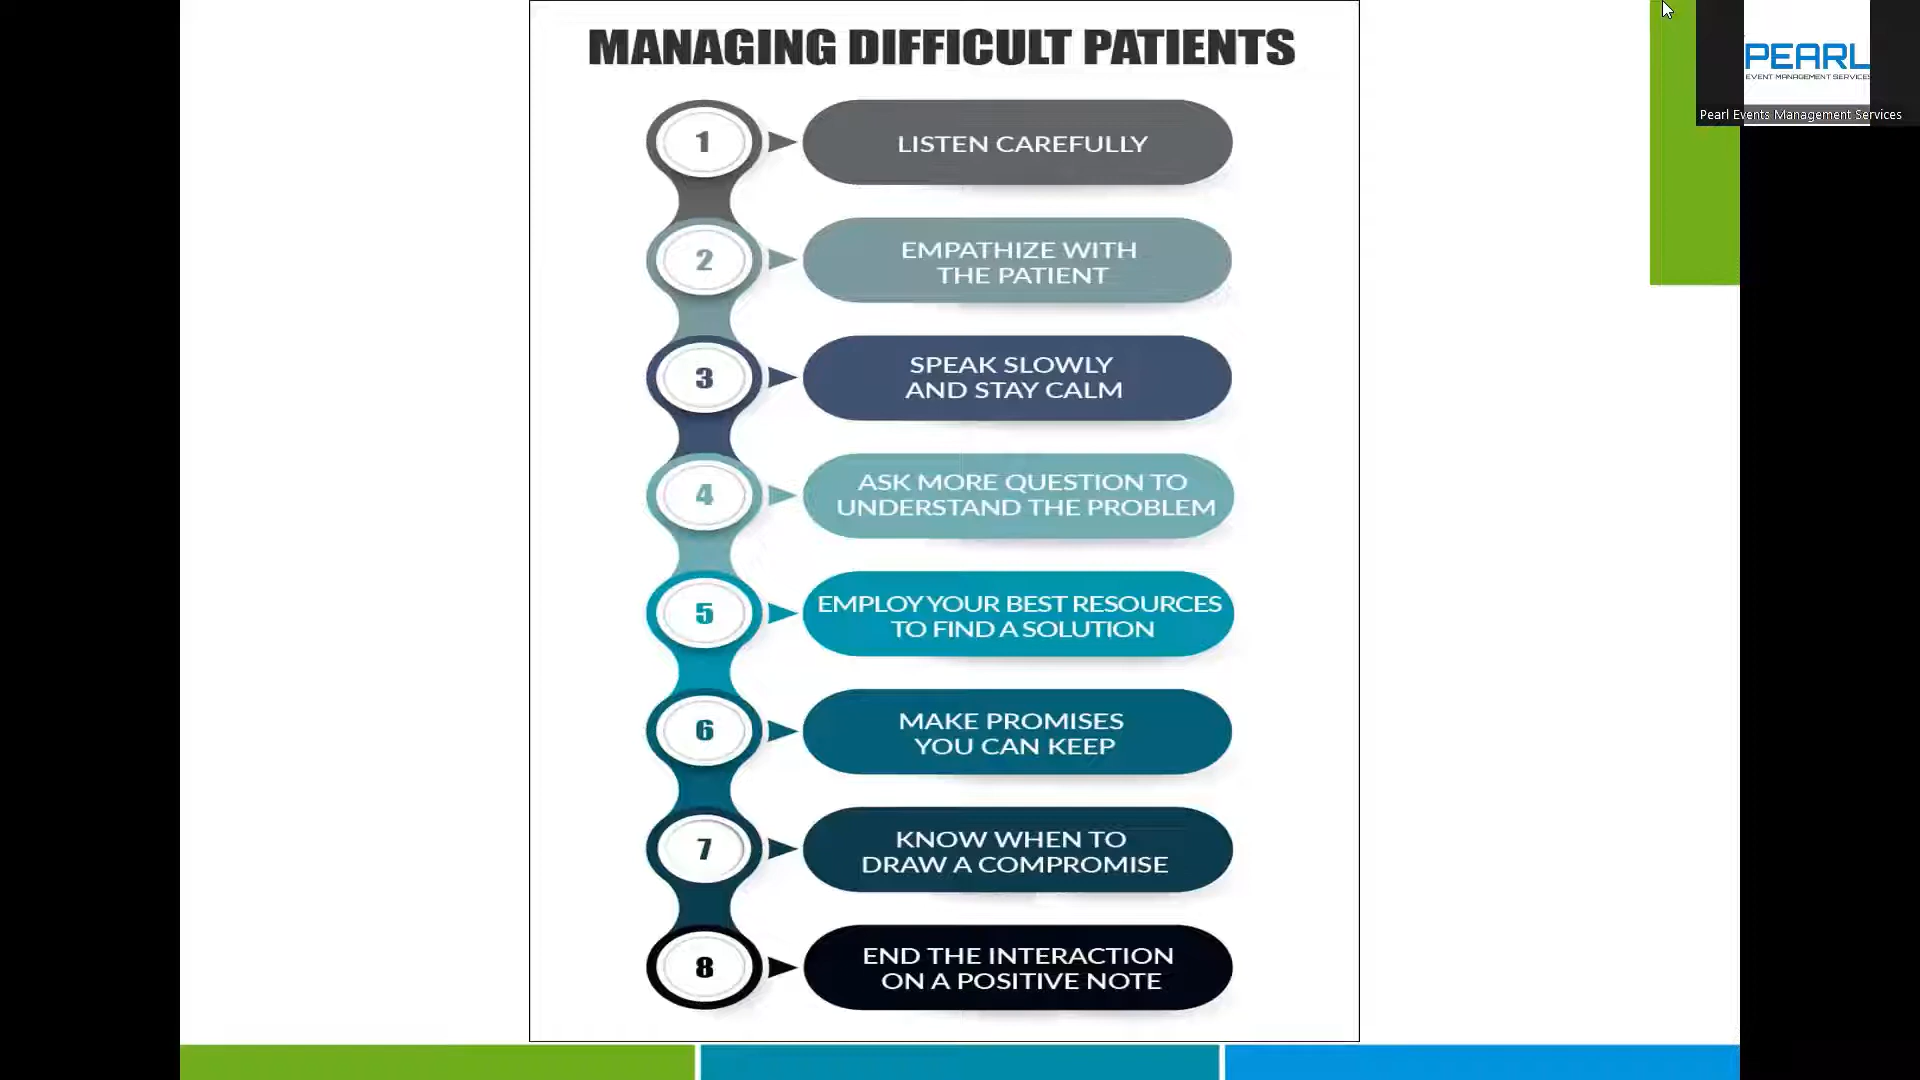 MANAGING DIFFICULT PATIENTS
1
LISTEN CAREFULLY
2
EMPATHIZE WITH
THE PATIENT
3
SPEAK SLOWLY
AND STAY CALM
4
ASK MORE QUESTION TO
UNDERSTAND THE PROBLEM
5
EMPLOY YOUR BEST RESOURCES
TO FIND A SOLUTION
6
MAKE PROMISES
YOU CAN KEEP
7
KNOW WHEN TO
DRAW A COMPROMISE
8
END THE INTERACTION
ON A POSITIVE NOTE
PEARL
EVENT MANAGEMENT SERVICES
Pearl Events Management Services